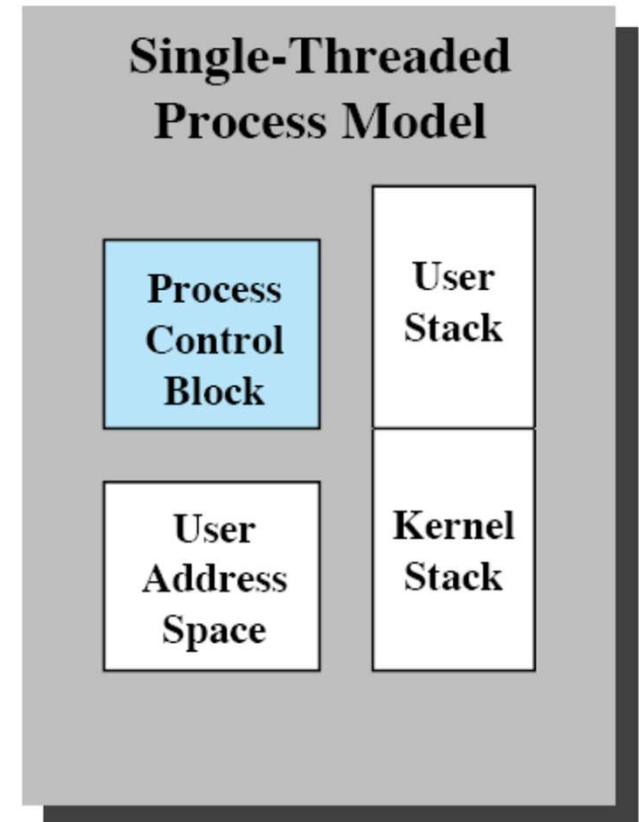 Single-Threaded
Process Model
Process
Control
Block
User
Stack
User
Address
Space
Kernel
Stack